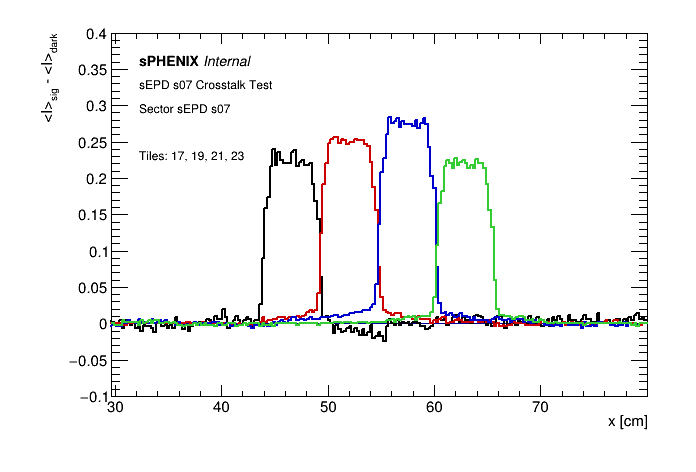 0.4
0.35
0.3
0.25
0.2
0.15
0.1
0.05
0
−0.05
−0.1
<I>sig - <I>dark
sPHENIX Internal
sEPD s07 Crosstalk Test
Sector sEPD s07
Tiles: 17, 19, 21, 23
30 40 50 60 70
x [cm]